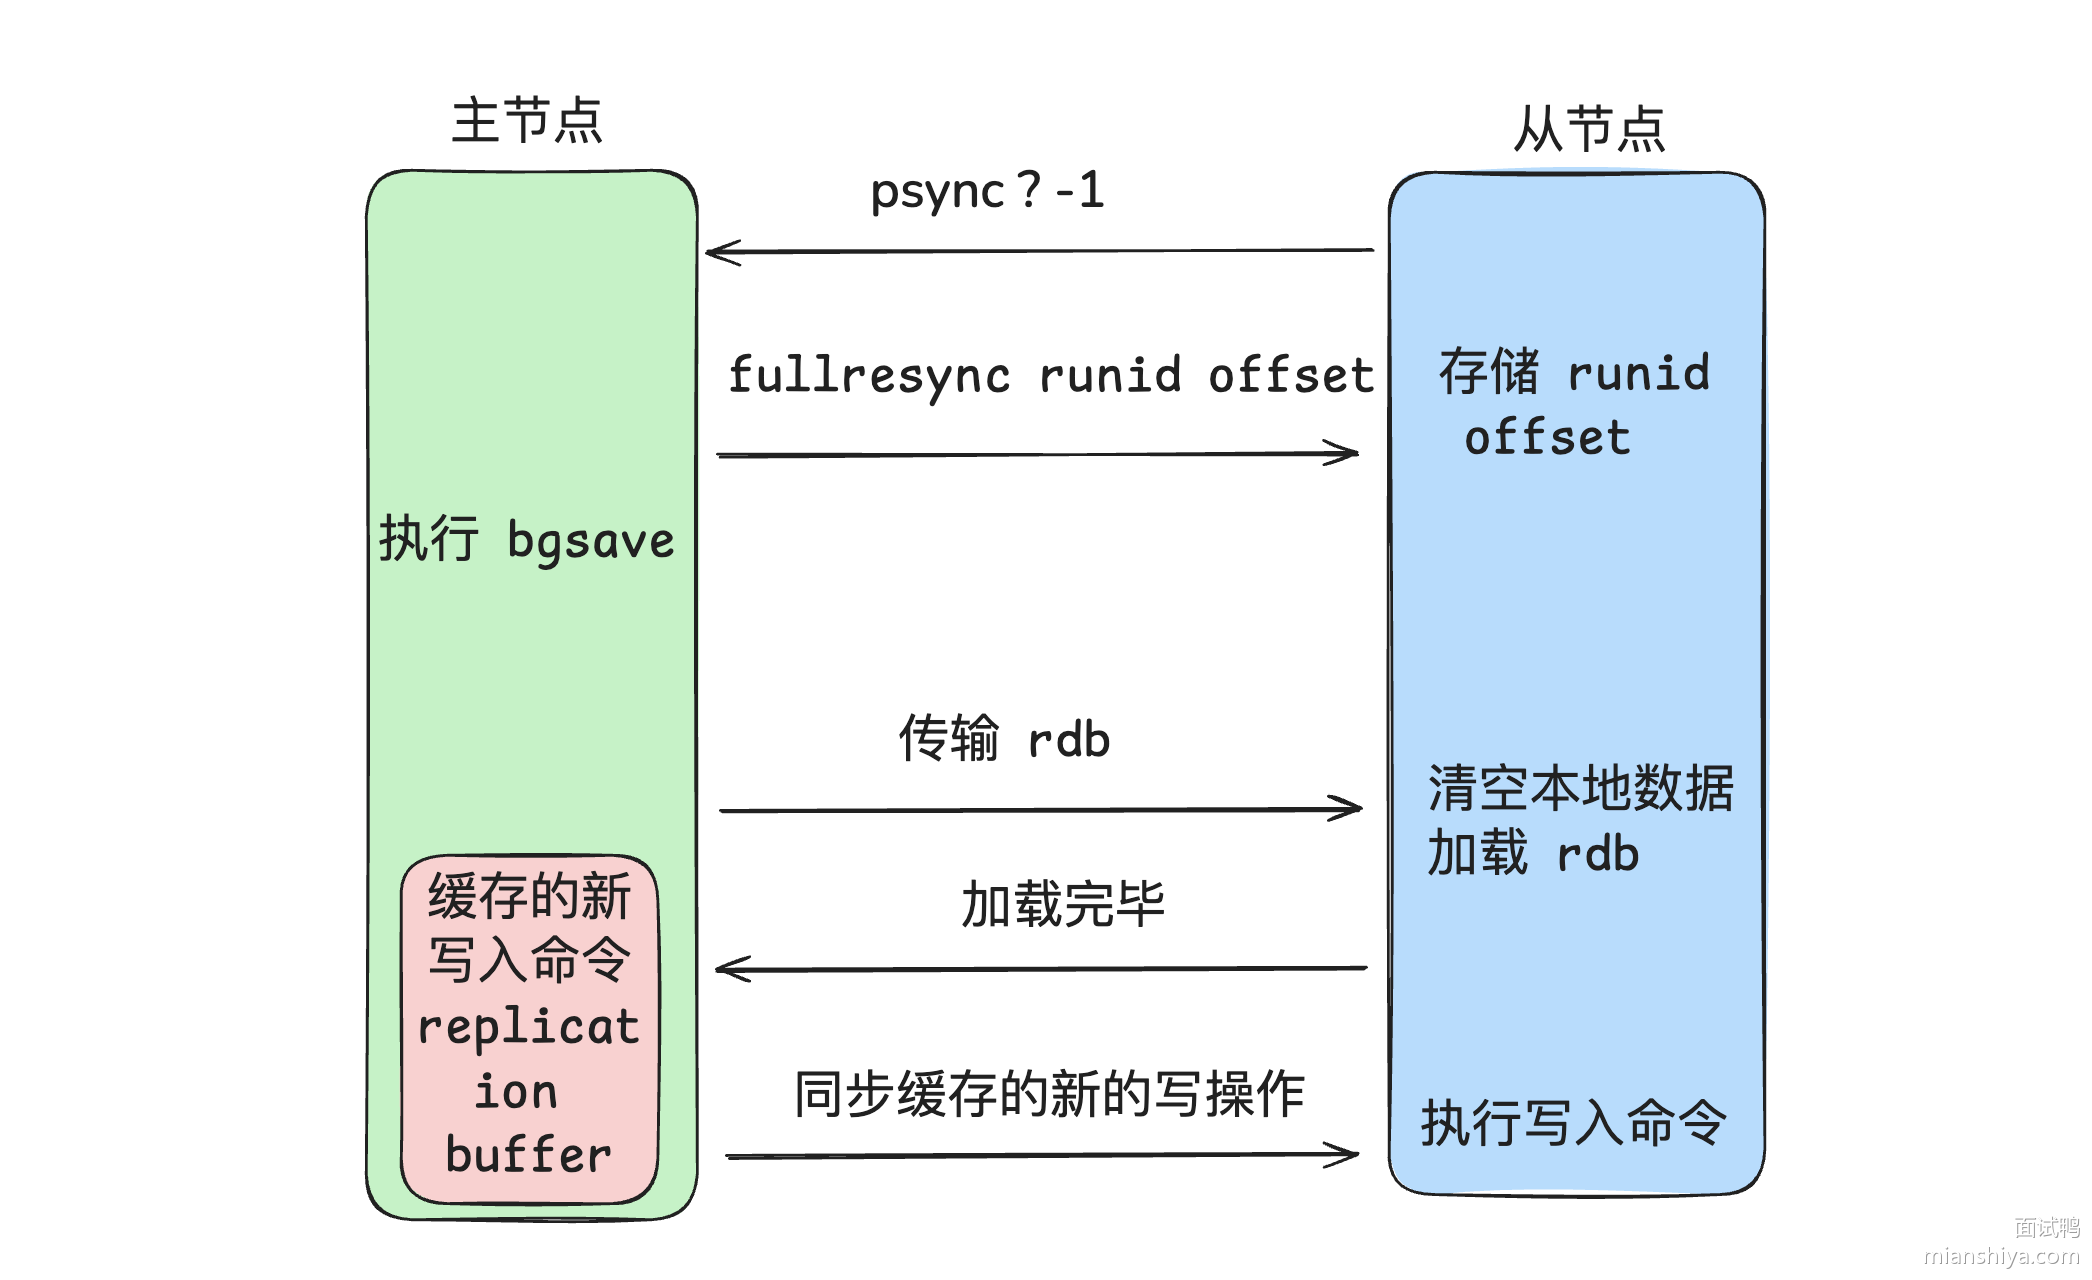 主节点
从节点
psync ? -1
fullresync runid offset
存储 runid
offset
执行 bgsave
传输 rdb
清空本地数据
加载 rdb
缓存的新
写入命令
replicat
ion
buffer
加载完毕
同步缓存的新的写操作
执行写入命令
面试鸭
mianshiya.com